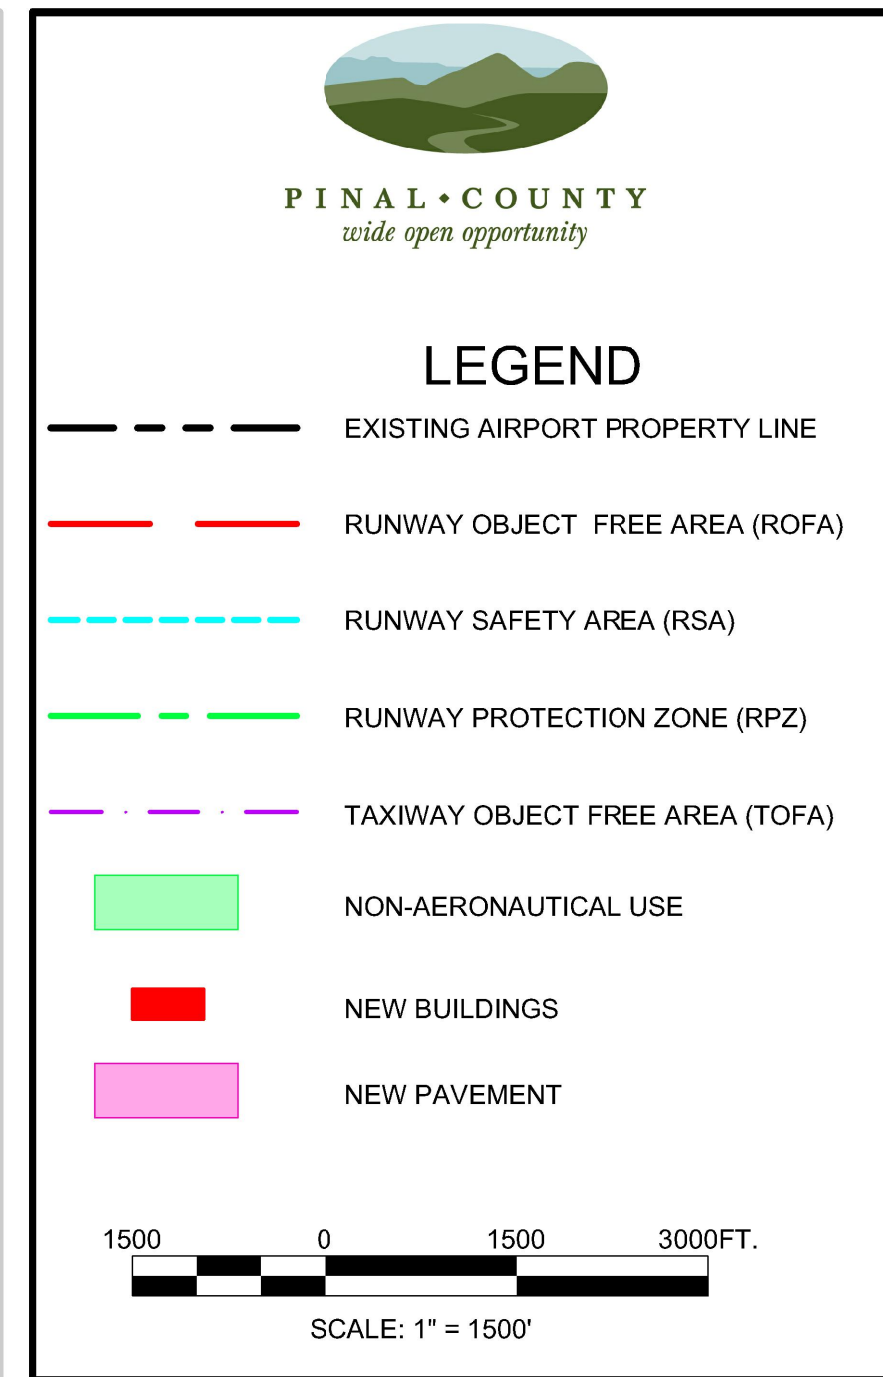 PINAL◆COUNTY
wide open opportunity
LEGEND
EXISTING AIRPORT PROPERTY LINE
RUNWAY OBJECT FREE AREA (ROFA)
RUNWAY SAFETY AREA (RSA)
RUNWAY PROTECTION ZONE (RPZ)
TAXIWAY OBJECT FREE AREA (TOFA)
NON-AERONAUTICAL USE
NEW BUILDINGS
NEW PAVEMENT
1500 0 1500 3000FT.
SCALE: 1" = 1500'